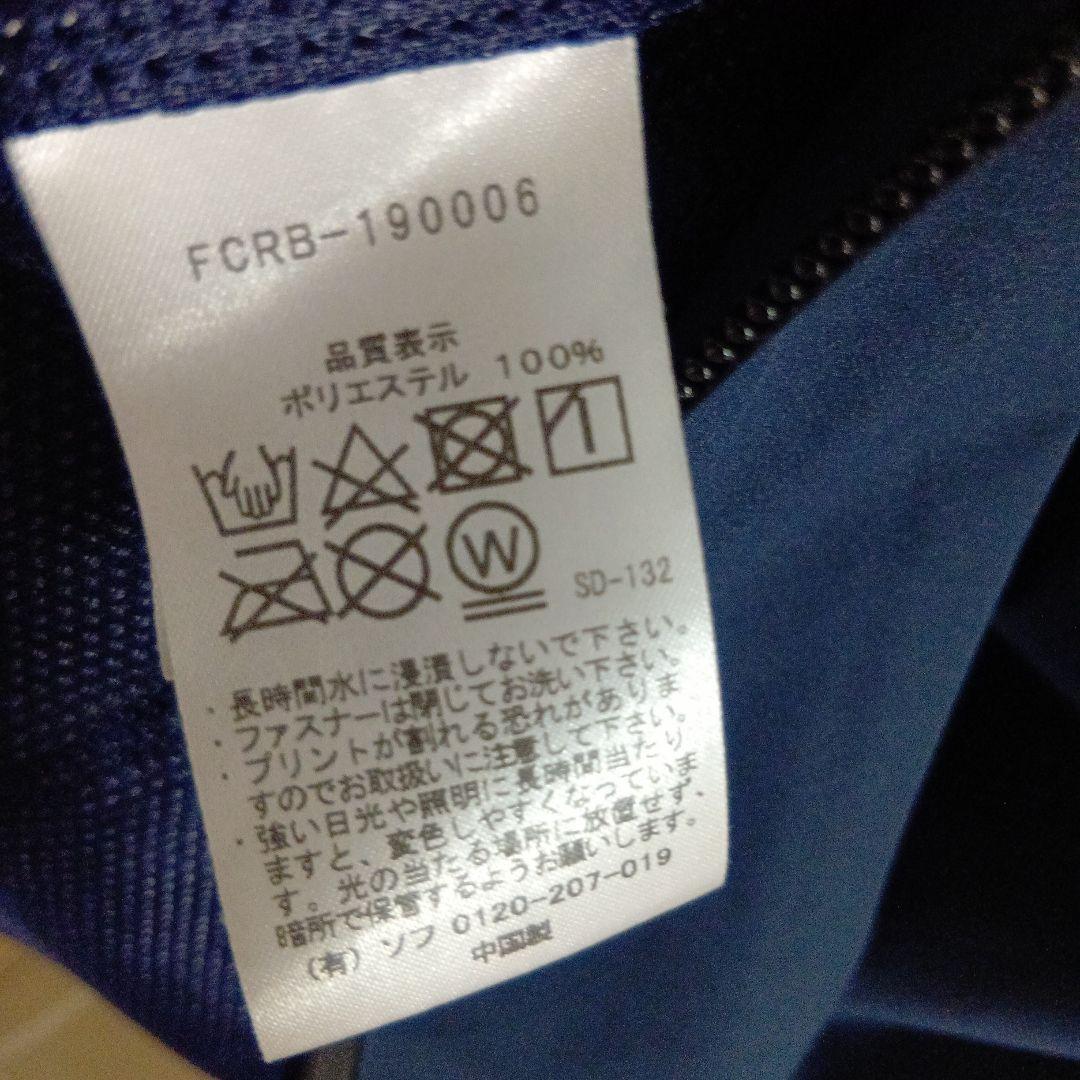 FCRB-190006
品質表示
ポリエステル 100%
W
SD-132
・長時間水に浸漬しないで下さい。
・ファスナーは閉じてお洗い下さい。
・プリントが割れる恐れがありま
すのでお取扱いに注意して下さい。
・強い日光や照明に長時間当たり
ますと、変色しやすくなっていま
す。光の当たる場所に放置せず、
暗所で保管するようお願いします。
(有) ソフ 0120-207-019
中国製